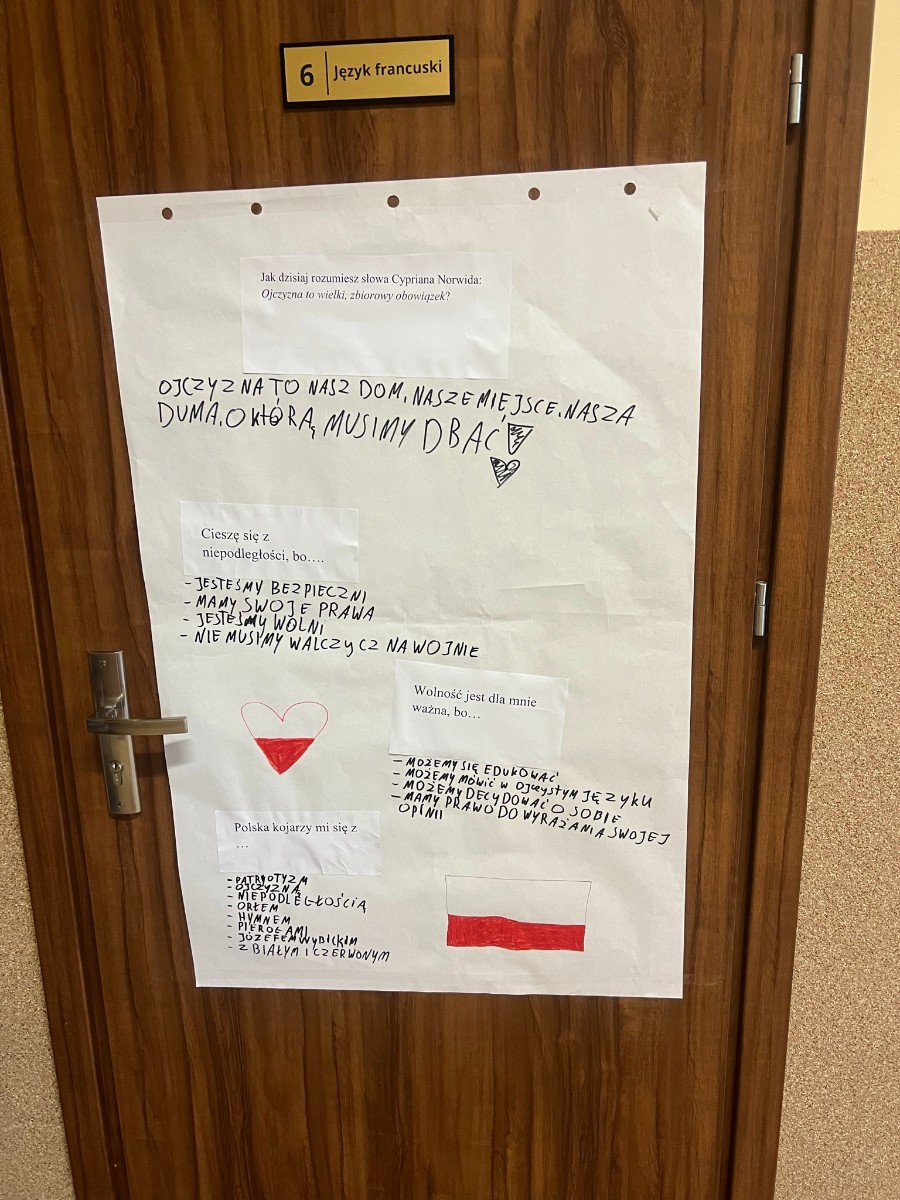 6 Język francuski
Jak dzisiaj rozumiesz słowa Cypriana Norwida:
Ojczyzna to wielki, zbiorowy obowiązek?
OJCZYZNA TO NASZ DOM, NASZE MIEJSCE, NASZA
DUMA, O KTÓRĄ MUSIMY DBAĆ
Cieszę się z
niepodległości, bo….
- JESTEŚMY BEZPIECZNI
- MAMY SWOJE PRAWA
- JESTEŚMY WOLNI
- NIE MUSIMY WALCZYCZ NA WOJNIE
Wolność jest dla mnie
ważna, bo…
- MOŻEMY SIĘ EDUKOWAĆ
- MOŻEMY MÓWIĆ W OJCZYSTYM JĘZYKU
- MOŻEMY DECYDOWAĆ O SOBIE
- MAMY PRAWO DO WYRAŻANIA SWOJEJ
OPINII
Polska kojarzy mi się z
…
- PATRIOTYZM
- OJCZYZNĄ
- NIEPODLEGŁOŚCIĄ
- ORŁEM
- HYMNEM
- PIEROGAMI
- JÓZEFEM WYBICKIM
- Z BIAŁYM I CZERWONYM